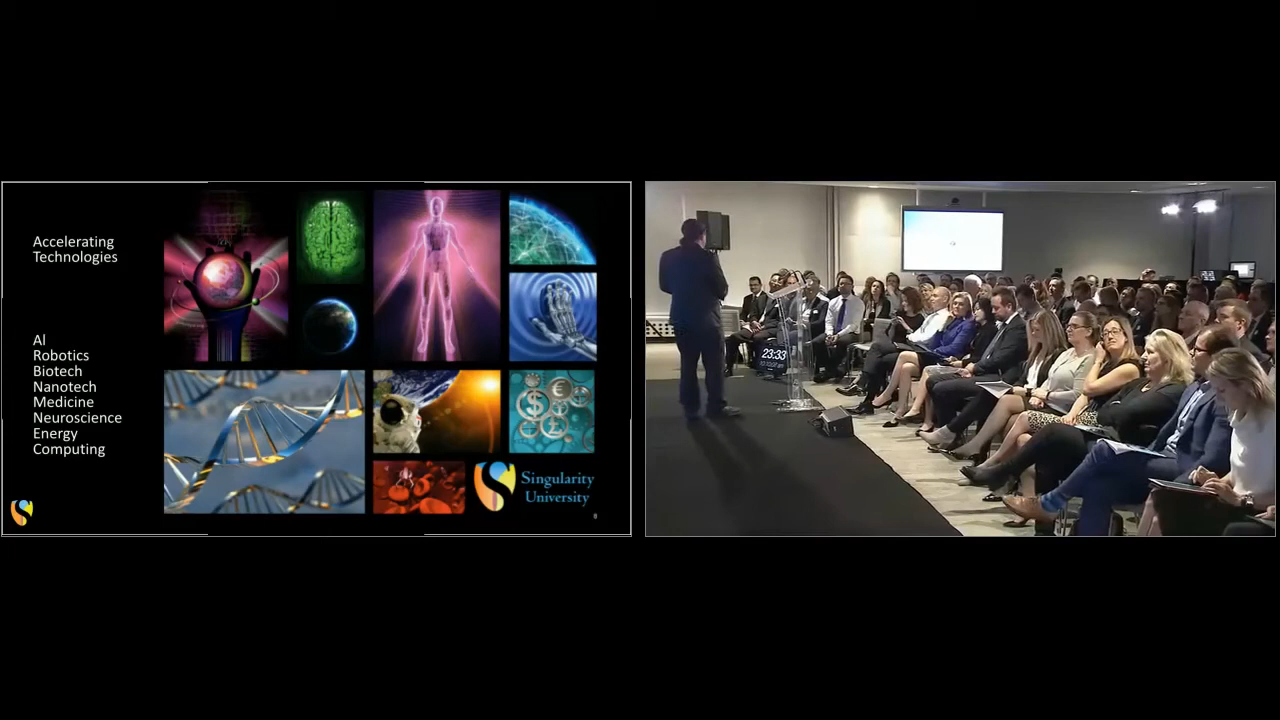 Accelerating
Technologies
AI
Robotics
Biotech
Nanotech
Medicine
Neuroscience
Energy
Computing
Singularity
University
23:33